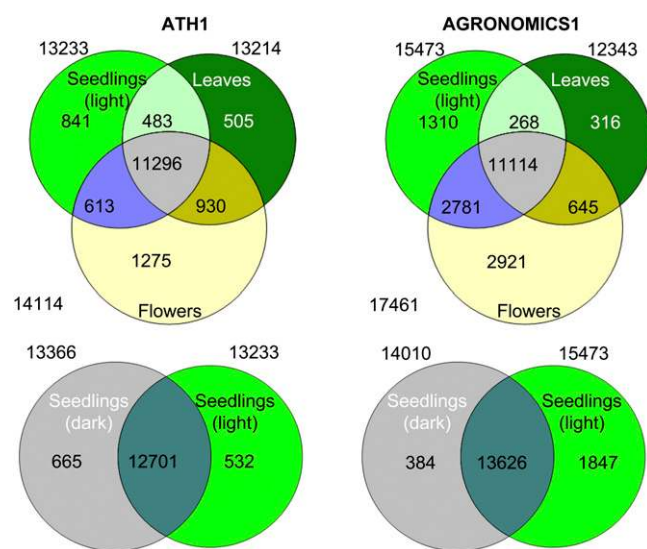 ATH1
13233
13214
Seedlings
(light)
Leaves
841
483
505
11296
613
930
1275
14114
Flowers
13366
13233
Seedlings
(dark)
Seedlings
(light)
665
12701
532
AGRONOMICS1
15473
12343
Seedlings
(light)
Leaves
1310
268
316
11114
2781
645
2921
17461
Flowers
14010
15473
Seedlings
(dark)
Seedlings
(light)
384
13626
1847